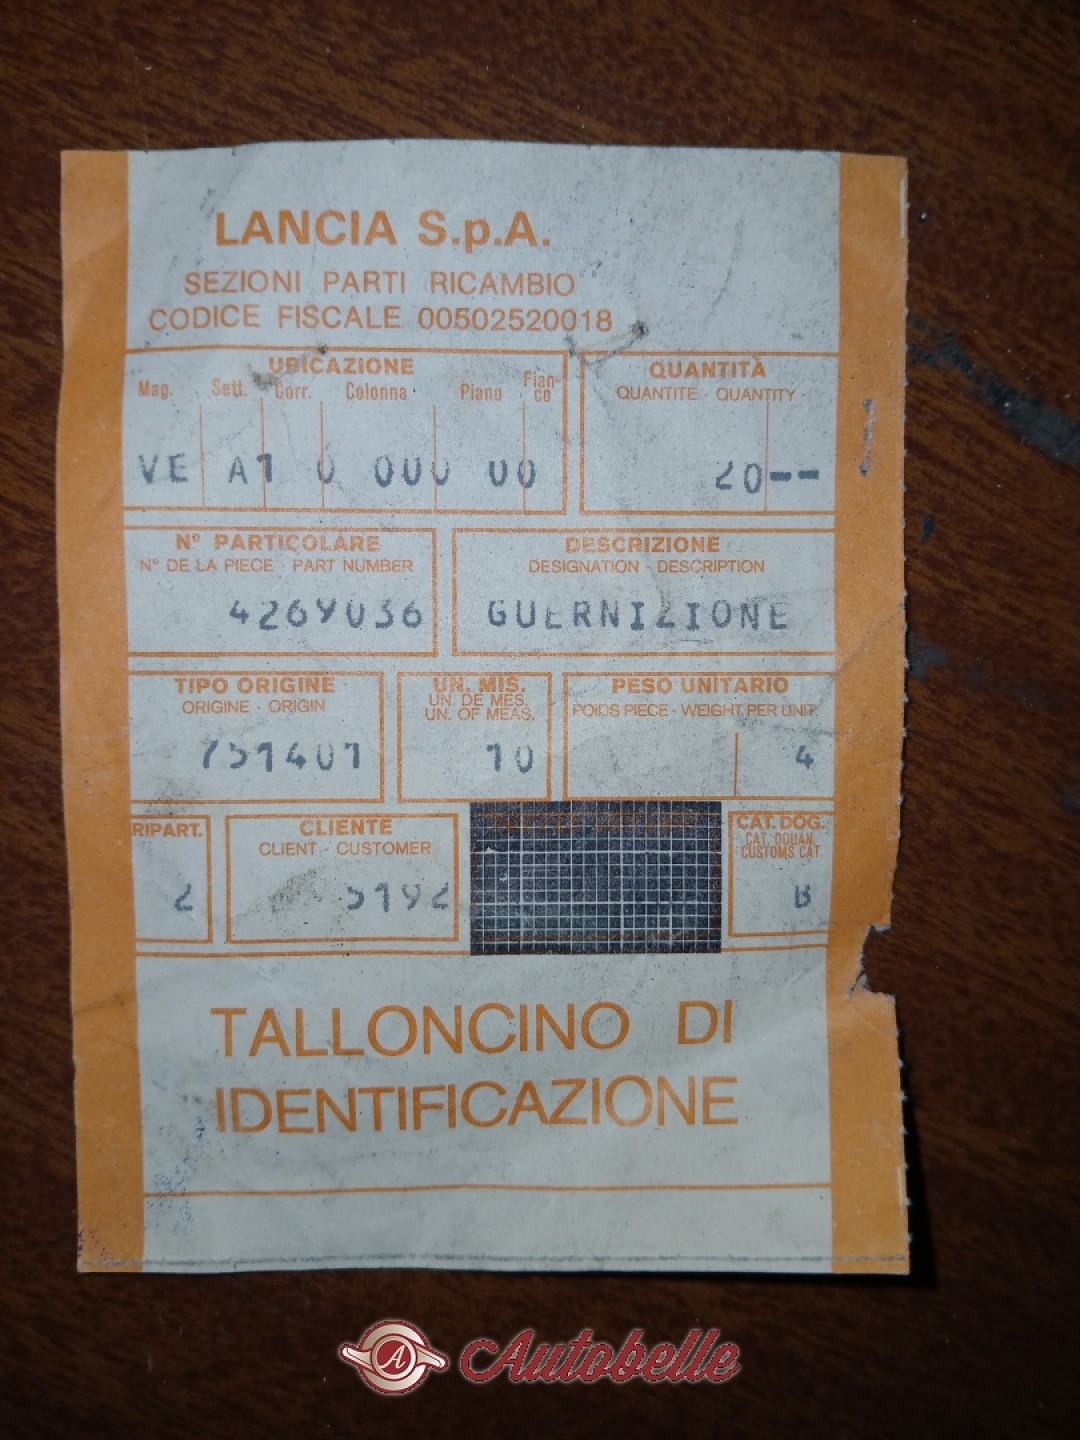 LANCIA S.p.A.
SEZIONI PARTI RICAMBIO
CODICE FISCALE 00502520018
UBICAZIONE
Mag. Sett. Corr. Colonna Piano Fian-co
VE A1 0 000 00
QUANTITÀ
QUANTITE - QUANTITY
20--
N° PARTICOLARE
N° DE LA PIECE - PART NUMBER
4269036
DESCRIZIONE
DESIGNATION - DESCRIPTION
GUERNIZIONE
TIPO ORIGINE
ORIGINE - ORIGIN
751401
UN. MIS.
UN. DE MES.
UN. OF MEAS.
10
PESO UNITARIO
POIDS PIECE - WEIGHT PER UNIT.
4
RIPART.
2
CLIENTE
CLIENT - CUSTOMER
5192
CAT. DOG.
CAT. DOUAN.
CUSTOMS CAT.
B
TALLONCINO DI
IDENTIFICAZIONE
A Autobelle